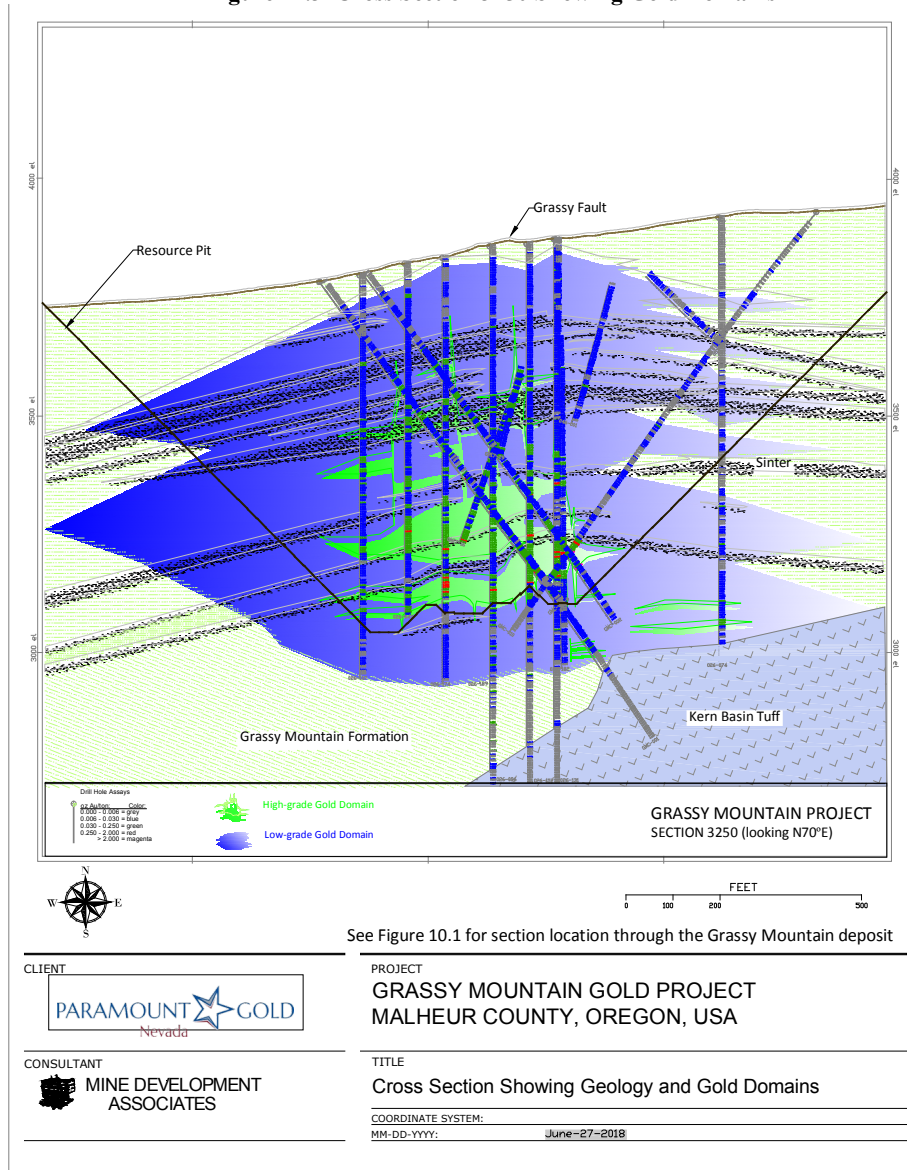 4000 el
4000 el
Grassy Fault
Resource Pit
3500 el
3500 el
Sinter
3000 el
3000 el
Kern Basin Tuff
Grassy Mountain Formation
Drill Hole Assays
oz Au/ton: Color:
0.000 - 0.006 = grey
0.006 - 0.030 = blue
0.030 - 0.250 = green
0.250 - 2.000 = red
> 2.000 = magenta
High-grade Gold Domain
Low-grade Gold Domain
GRASSY MOUNTAIN PROJECT
SECTION 3250 (looking N70°E)
N
W E
S
FEET
0 100 200 500
See Figure 10.1 for section location through the Grassy Mountain deposit
CLIENT
PARAMOUNT GOLD
Nevada
PROJECT
GRASSY MOUNTAIN GOLD PROJECT
MALHEUR COUNTY, OREGON, USA
CONSULTANT
MINE DEVELOPMENT
ASSOCIATES
TITLE
Cross Section Showing Geology and Gold Domains
COORDINATE SYSTEM:
MM-DD-YYYY: June-27-2018